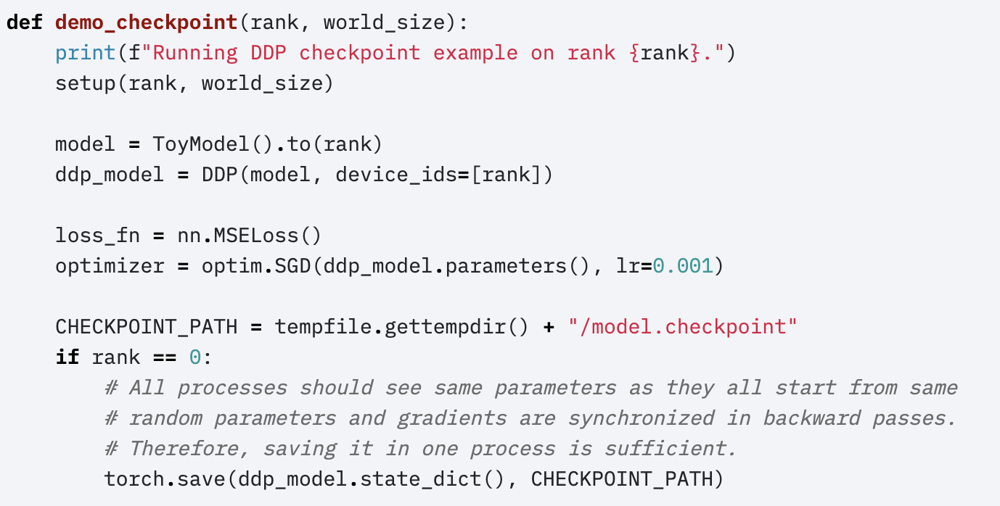 def demo_checkpoint(rank, world_size):
    print(f"Running DDP checkpoint example on rank {rank}.")
    setup(rank, world_size)

    model = ToyModel().to(rank)
    ddp_model = DDP(model, device_ids=[rank])

    loss_fn = nn.MSELoss()
    optimizer = optim.SGD(ddp_model.parameters(), lr=0.001)

    CHECKPOINT_PATH = tempfile.gettempdir() + "/model.checkpoint"
    if rank == 0:
        # All processes should see same parameters as they all start from same
        # random parameters and gradients are synchronized in backward passes.
        # Therefore, saving it in one process is sufficient.
        torch.save(ddp_model.state_dict(), CHECKPOINT_PATH)